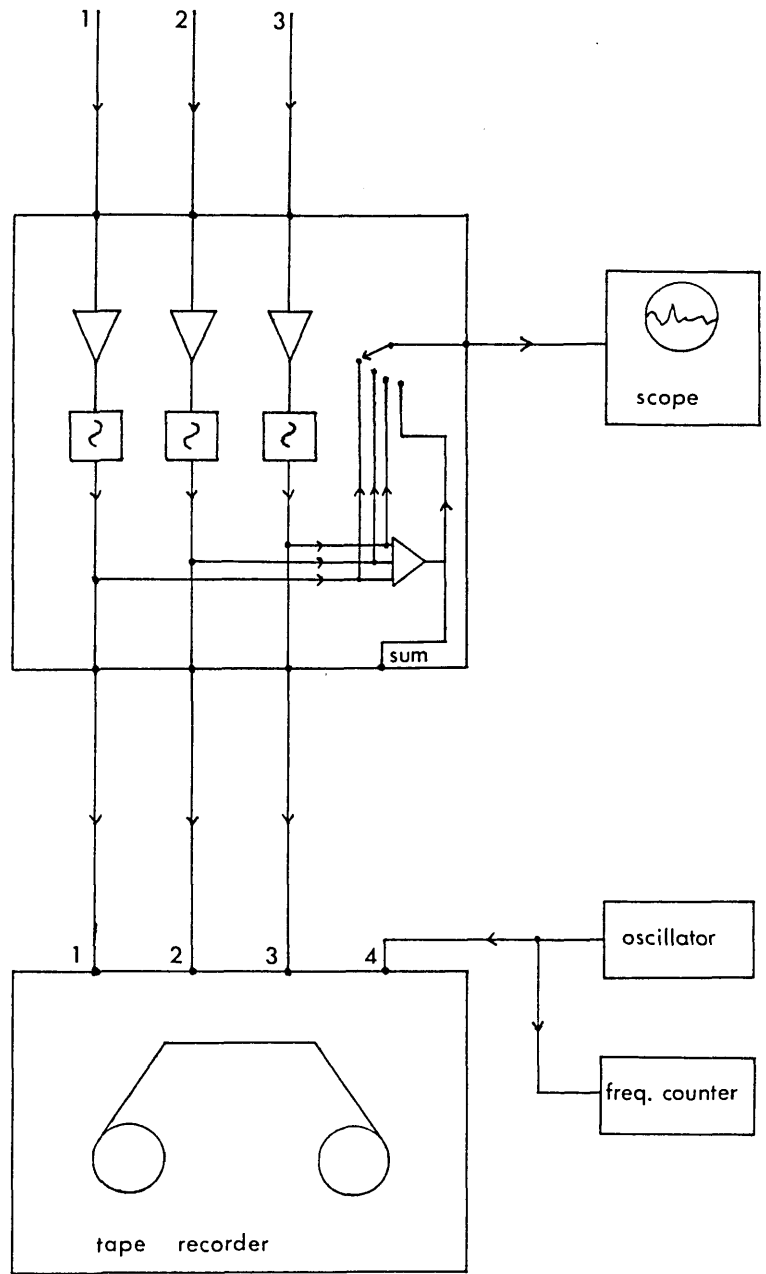 1 2 3
scope
sum
1 2 3 4
oscillator
freq. counter
tape recorder